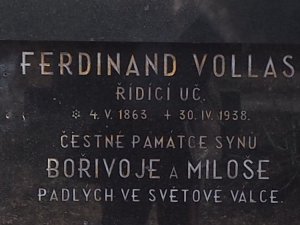 FERDINAND VOLLAS
ŘÍDÍCÍ UČ.
* 4. V. 1863. + 30. IV. 1938.
ČESTNÉ PAMÁTCE SYNŮ
BOŘIVOJE A MILOŠE
PADLÝCH VE SVĚTOVÉ VÁLCE.